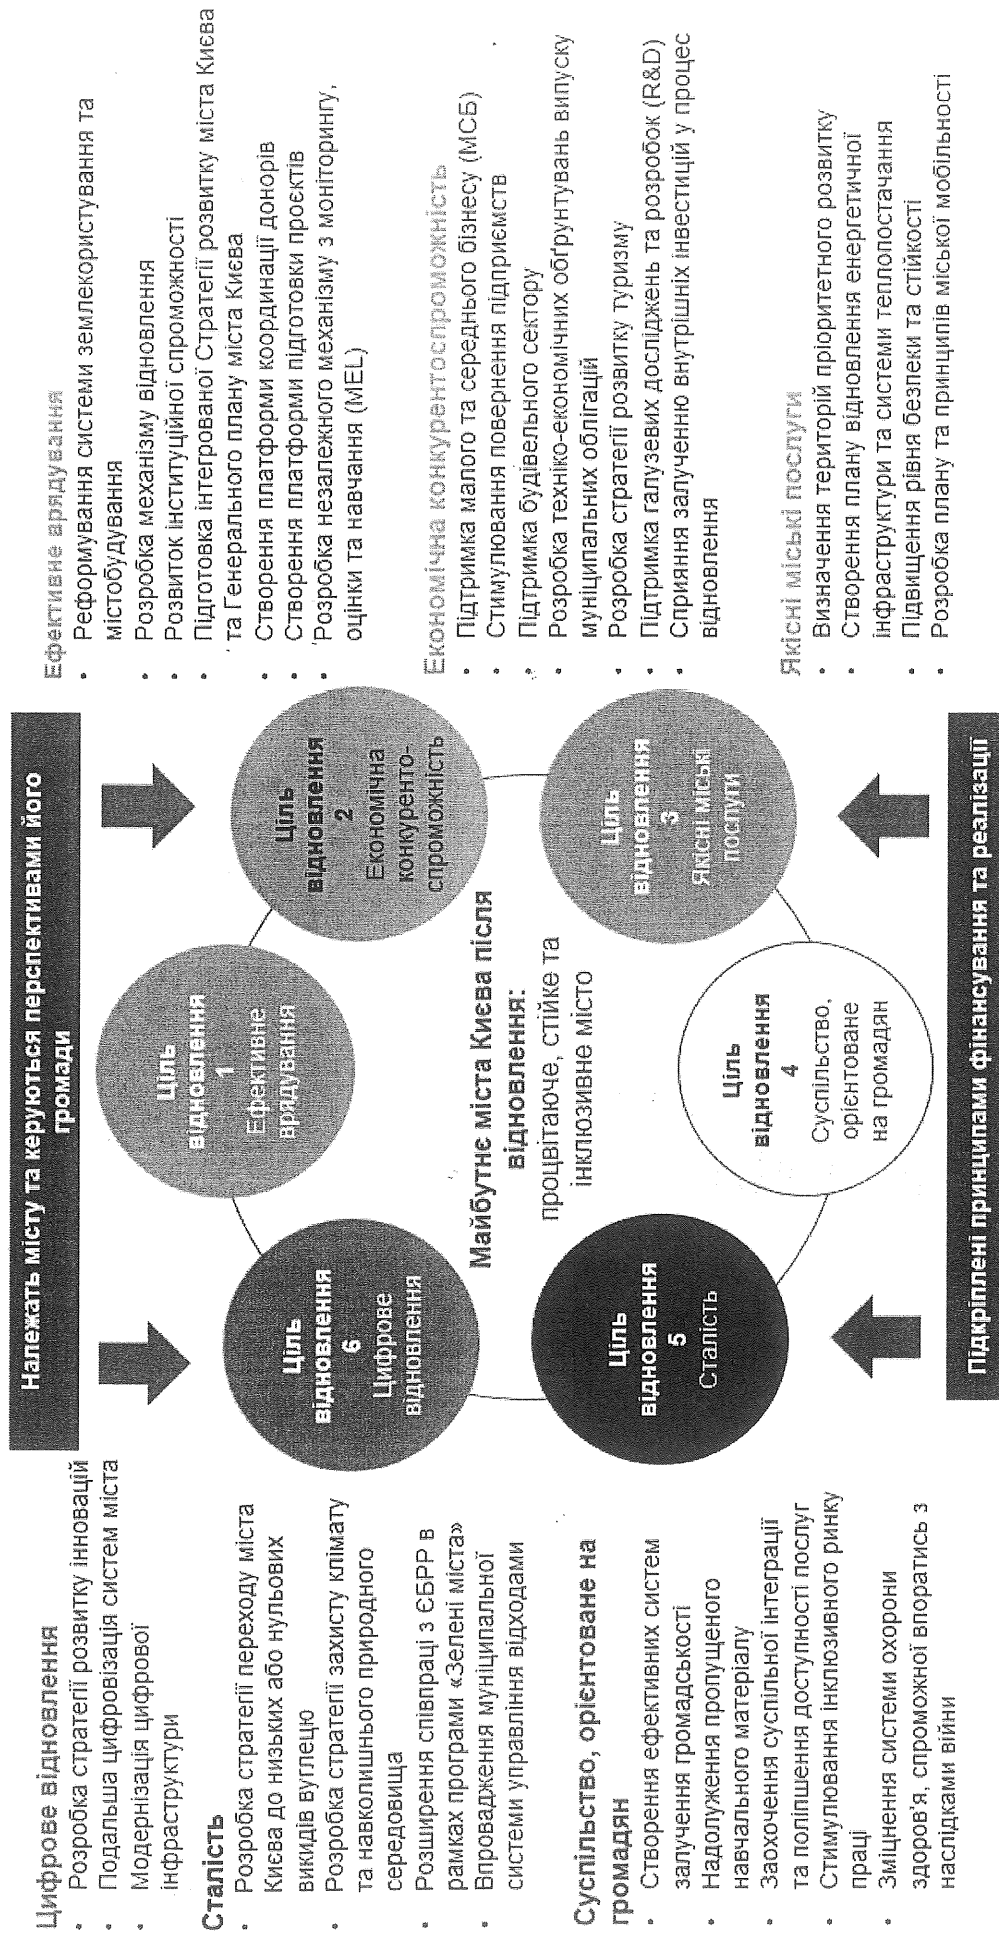 Належать місту та керуються перспективами його
громади
Цифрове відновлення
• Розробка стратегії розвитку інновацій
• Подальша цифровізація систем міста
• Модернізація цифрової
інфраструктури
Сталість
• Розробка стратегії переходу міста
Києва до низьких або нульових
викидів вуглецю
• Розробка стратегії захисту клімату
та навколишнього природного
середовища
• Розширення співпраці з ЄБРР в
рамках програми «Зелені міста»
• Впровадження муніципальної
системи управління відходами
Суспільство, орієнтоване на
громадян
• Створення ефективних систем
залучення громадськості
• Надолуження пропущеного
навчального матеріалу
• Заохочення суспільної інтеграції
та поліпшення доступності послуг
• Стимулювання інклюзивного ринку
праці
• Зміцнення системи охорони
здоров'я, спроможної впоратись з
наслідками війни
Ціль
відновлення
1
Ефективне
врядування
Ціль
відновлення
2
Економічна
конкуренто-
спроможність
Ціль
відновлення
3
Якісні міські
послуги
Ціль
відновлення
4
Суспільство,
орієнтоване
на громадян
Ціль
відновлення
5
Сталість
Ціль
відновлення
6
Цифрове
відновлення
Майбутнє міста Києва після
відновлення:
процвітаюче, стійке та
інклюзивне місто
Ефективне врядування
• Реформування системи землекористування та
містобудування
• Розробка механізму відновлення
• Розвиток інституційної спроможності
• Підготовка інтегрованої Стратегії розвитку міста Києва
та Генерального плану міста Києва
• Створення платформи координації донорів
• Створення платформи підготовки проєктів
• Розробка незалежного механізму з моніторингу,
оцінки та навчання (MEL)
Економічна конкурентоспроможність
• Підтримка малого та середнього бізнесу (МСБ)
• Стимулювання повернення підприємств
• Підтримка будівельного сектору
• Розробка техніко-економічних обґрунтувань випуску
муніципальних облігацій
• Розробка стратегії розвитку туризму
• Підтримка галузевих досліджень та розробок (R&D)
• Сприяння залученню внутрішніх інвестицій у процес
відновлення
Якісні міські послуги
• Визначення територій пріоритетного розвитку
• Створення плану відновлення енергетичної
інфраструктури та системи теплопостачання
• Підвищення рівня безпеки та стійкості
• Розробка плану та принципів міської мобільності
Підкріплені принципами фінансування та реалізації